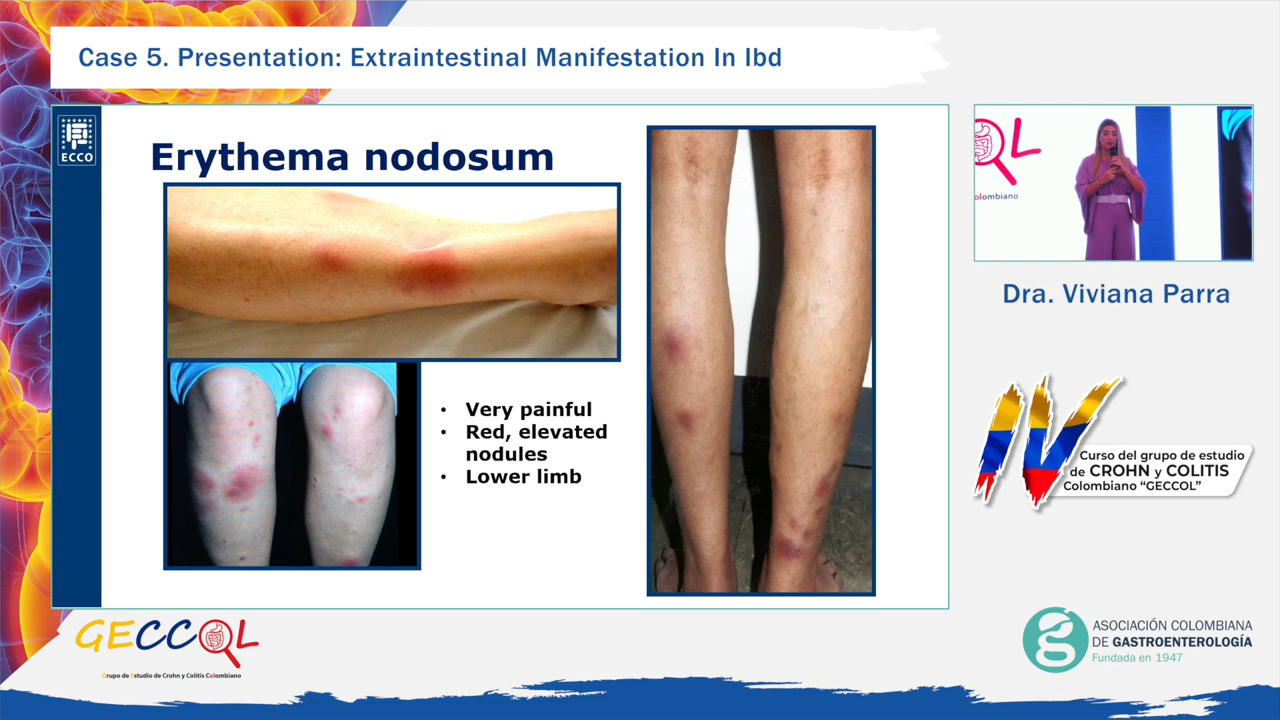 Case 5. Presentation: Extraintestinal Manifestation In Ibd
ECCO
Erythema nodosum
• Very painful
• Red, elevated
nodules
• Lower limb
OL
olombiano
Dra. Viviana Parra
IV
Curso del grupo de estudio
de CROHN y COLITIS
Colombiano “GECCOL”
GECCOL
Grupo de Estudio de Crohn y Colitis Colombiano
ASOCIACIÓN COLOMBIANA
DE GASTROENTEROLOGÍA
Fundada en 1947